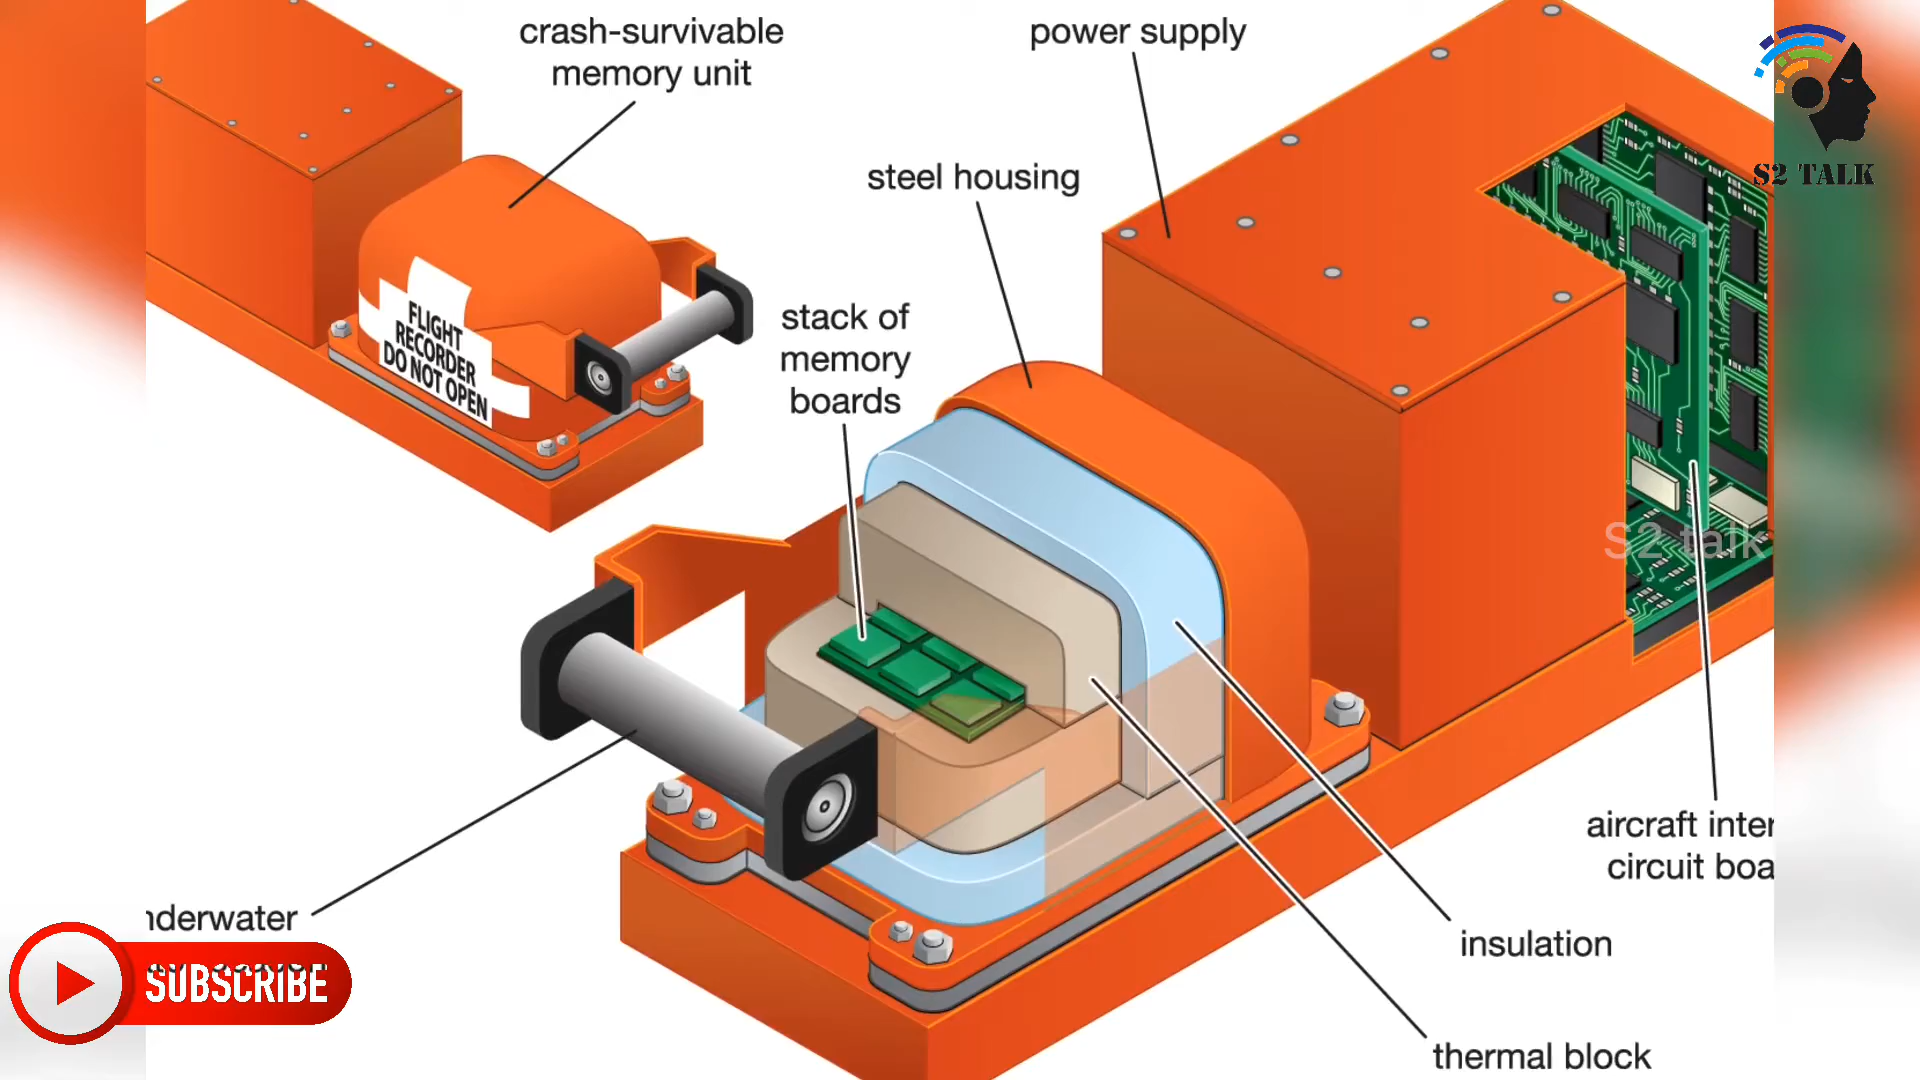 crash-survivable
memory unit
power supply
S2 TALK
steel housing
stack of
memory
boards
FLIGHT
RECORDER
DO NOT OPEN
S2 talk
aircraft inter
circuit boa
nderwater
SUBSCRIBE
insulation
thermal block